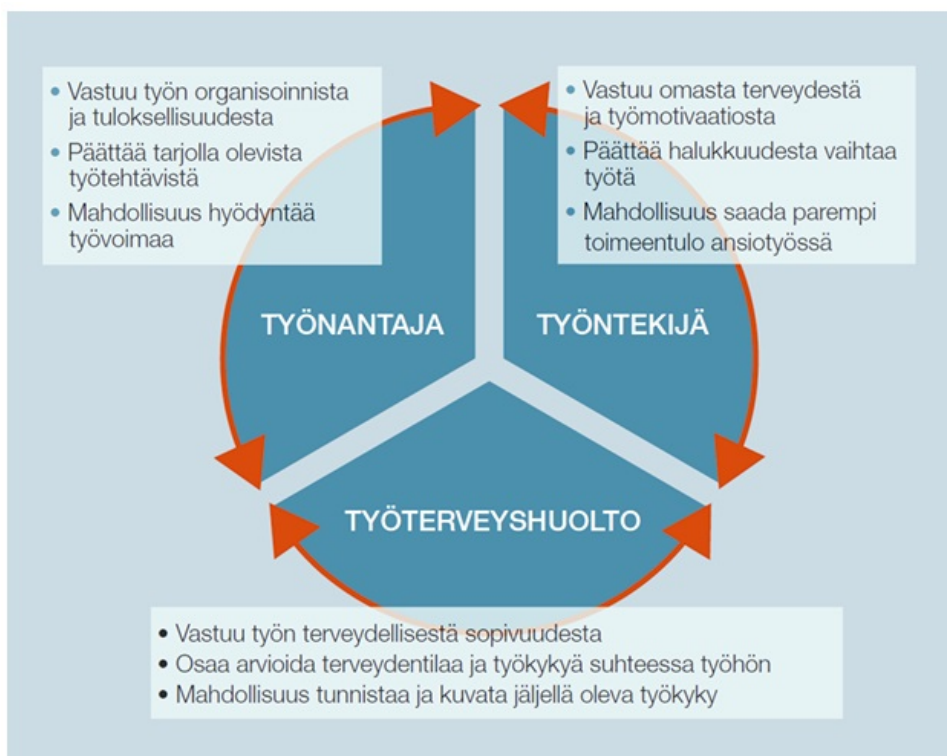 • Vastuu työn organisoinnista
ja tuloksellisuudesta
• Päättää tarjolla olevista
työtehtävistä
• Mahdollisuus hyödyntää
työvoimaa
• Vastuu omasta terveydestä
ja työmotivaatiosta
• Päättää halukkuudesta vaihtaa
työtä
• Mahdollisuus saada parempi
toimeentulo ansiotyössä
TYÖNANTAJA
TYÖNTEKIJÄ
TYÖTERVEYSHUOLTO
• Vastuu työn terveydellisestä sopivuudesta
• Osaa arvioida terveydentilaa ja työkykyä suhteessa työhön
• Mahdollisuus tunnistaa ja kuvata jäljellä oleva työkyky